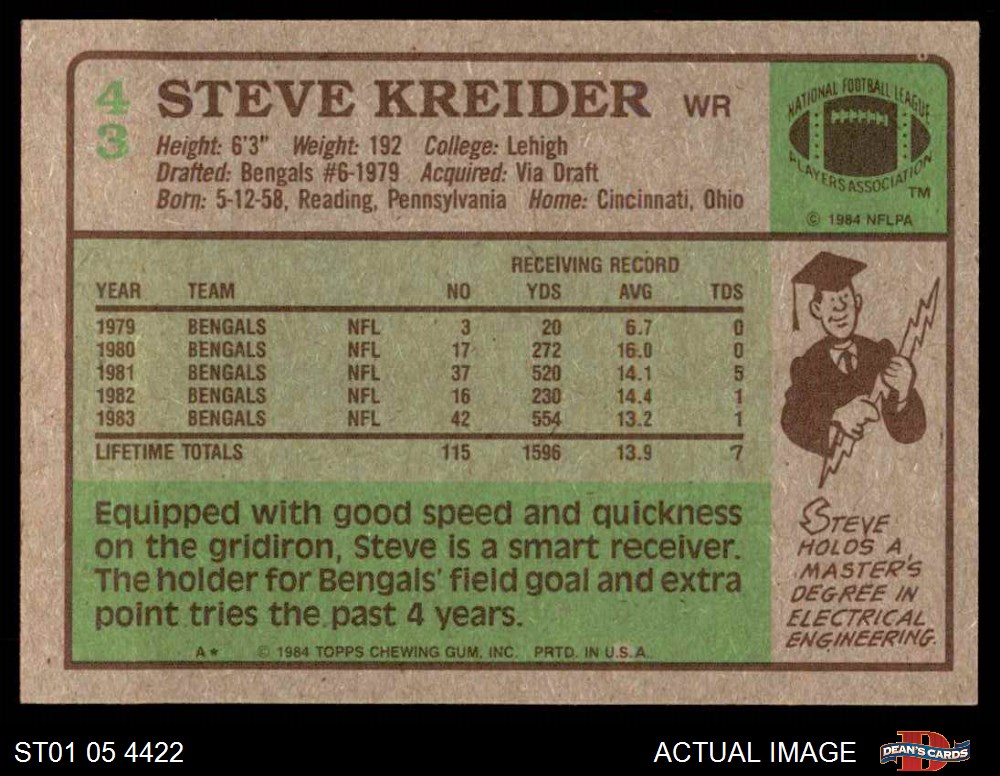 4
3
STEVE KREIDER WR
Height: 6'3" Weight: 192 College: Lehigh
Drafted: Bengals #6-1979 Acquired: Via Draft
Born: 5-12-58, Reading, Pennsylvania Home: Cincinnati, Ohio
NATIONAL FOOTBALL LEAGUE
PLAYERS ASSOCIATION
TM
© 1984 NFLPA
RECEIVING RECORD
YEAR TEAM NO YDS AVG TDS
1979 BENGALS NFL 3 20 6.7 0
1980 BENGALS NFL 17 272 16.0 0
1981 BENGALS NFL 37 520 14.1 5
1982 BENGALS NFL 16 230 14.4 1
1983 BENGALS NFL 42 554 13.2 1
LIFETIME TOTALS 115 1596 13.9 7
Equipped with good speed and quickness
on the gridiron, Steve is a smart receiver.
The holder for Bengals' field goal and extra
point tries the past 4 years.
A* © 1984 TOPPS CHEWING GUM, INC. PRTD. IN U.S.A.
STEVE
HOLDS A
MASTER'S
DEGREE IN
ELECTRICAL
ENGINEERING.
ST01 05 4422
ACTUAL IMAGE
D
DEAN'S CARDS